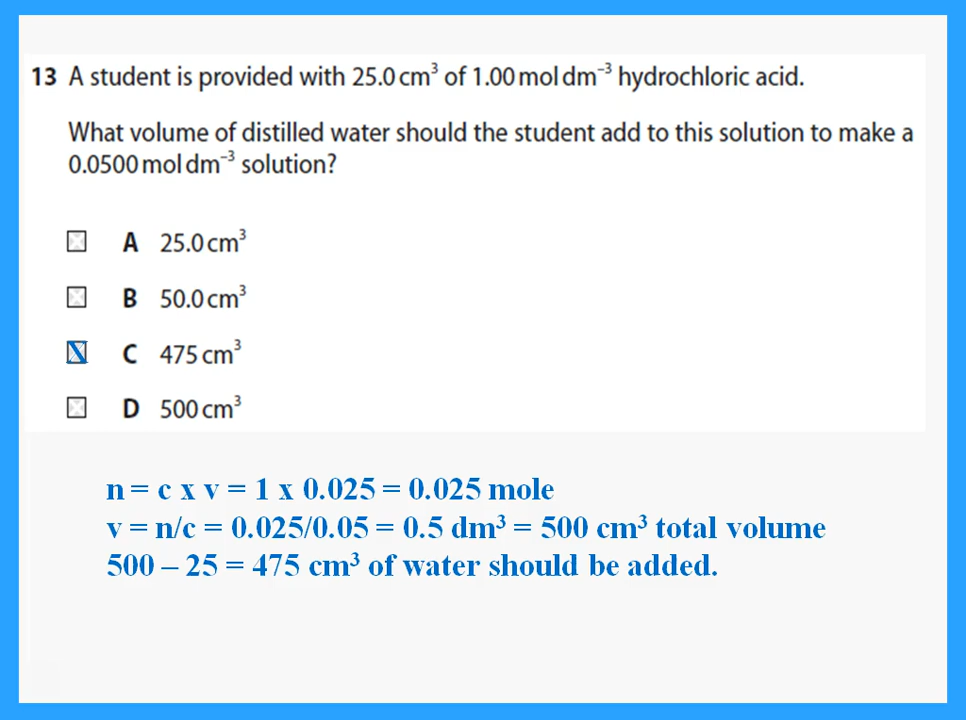 13 A student is provided with 25.0 cm³ of 1.00 mol dm⁻³ hydrochloric acid.
What volume of distilled water should the student add to this solution to make a
0.0500 mol dm⁻³ solution?
A 25.0 cm³
B 50.0 cm³
C 475 cm³
D 500 cm³
n = c x v = 1 x 0.025 = 0.025 mole
v = n/c = 0.025/0.05 = 0.5 dm³ = 500 cm³ total volume
500 – 25 = 475 cm³ of water should be added.